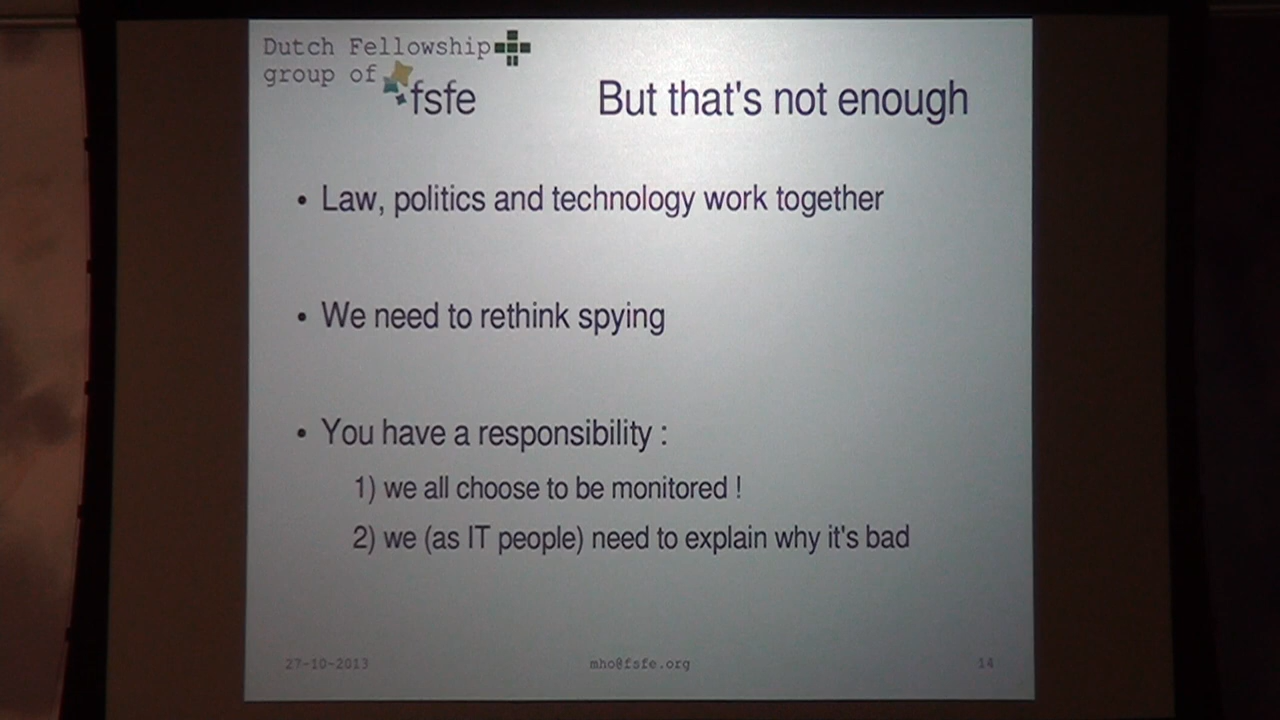 Dutch Fellowship
group of fsfe
But that's not enough
• Law, politics and technology work together
• We need to rethink spying
• You have a responsibility :
1) we all choose to be monitored !
2) we (as IT people) need to explain why it's bad
27-10-2013 mho@fsfe.org 14